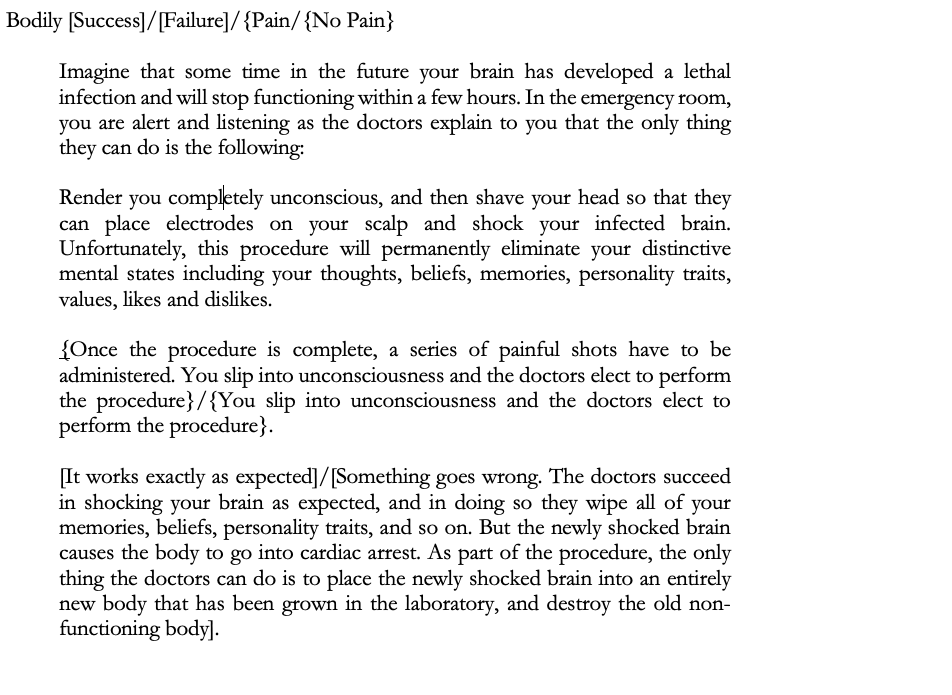 Bodily [Success]/[Failure]/{Pain/{No Pain}
Imagine that some time in the future your brain has developed a lethal
infection and will stop functioning within a few hours. In the emergency room,
you are alert and listening as the doctors explain to you that the only thing
they can do is the following:
Render you completely unconscious, and then shave your head so that they
can place electrodes on your scalp and shock your infected brain.
Unfortunately, this procedure will permanently eliminate your distinctive
mental states including your thoughts, beliefs, memories, personality traits,
values, likes and dislikes.
{Once the procedure is complete, a series of painful shots have to be
administered. You slip into unconsciousness and the doctors elect to perform
the procedure}/{You slip into unconsciousness and the doctors elect to
perform the procedure}.
[It works exactly as expected]/[Something goes wrong. The doctors succeed
in shocking your brain as expected, and in doing so they wipe all of your
memories, beliefs, personality traits, and so on. But the newly shocked brain
causes the body to go into cardiac arrest. As part of the procedure, the only
thing the doctors can do is to place the newly shocked brain into an entirely
new body that has been grown in the laboratory, and destroy the old non-
functioning body].